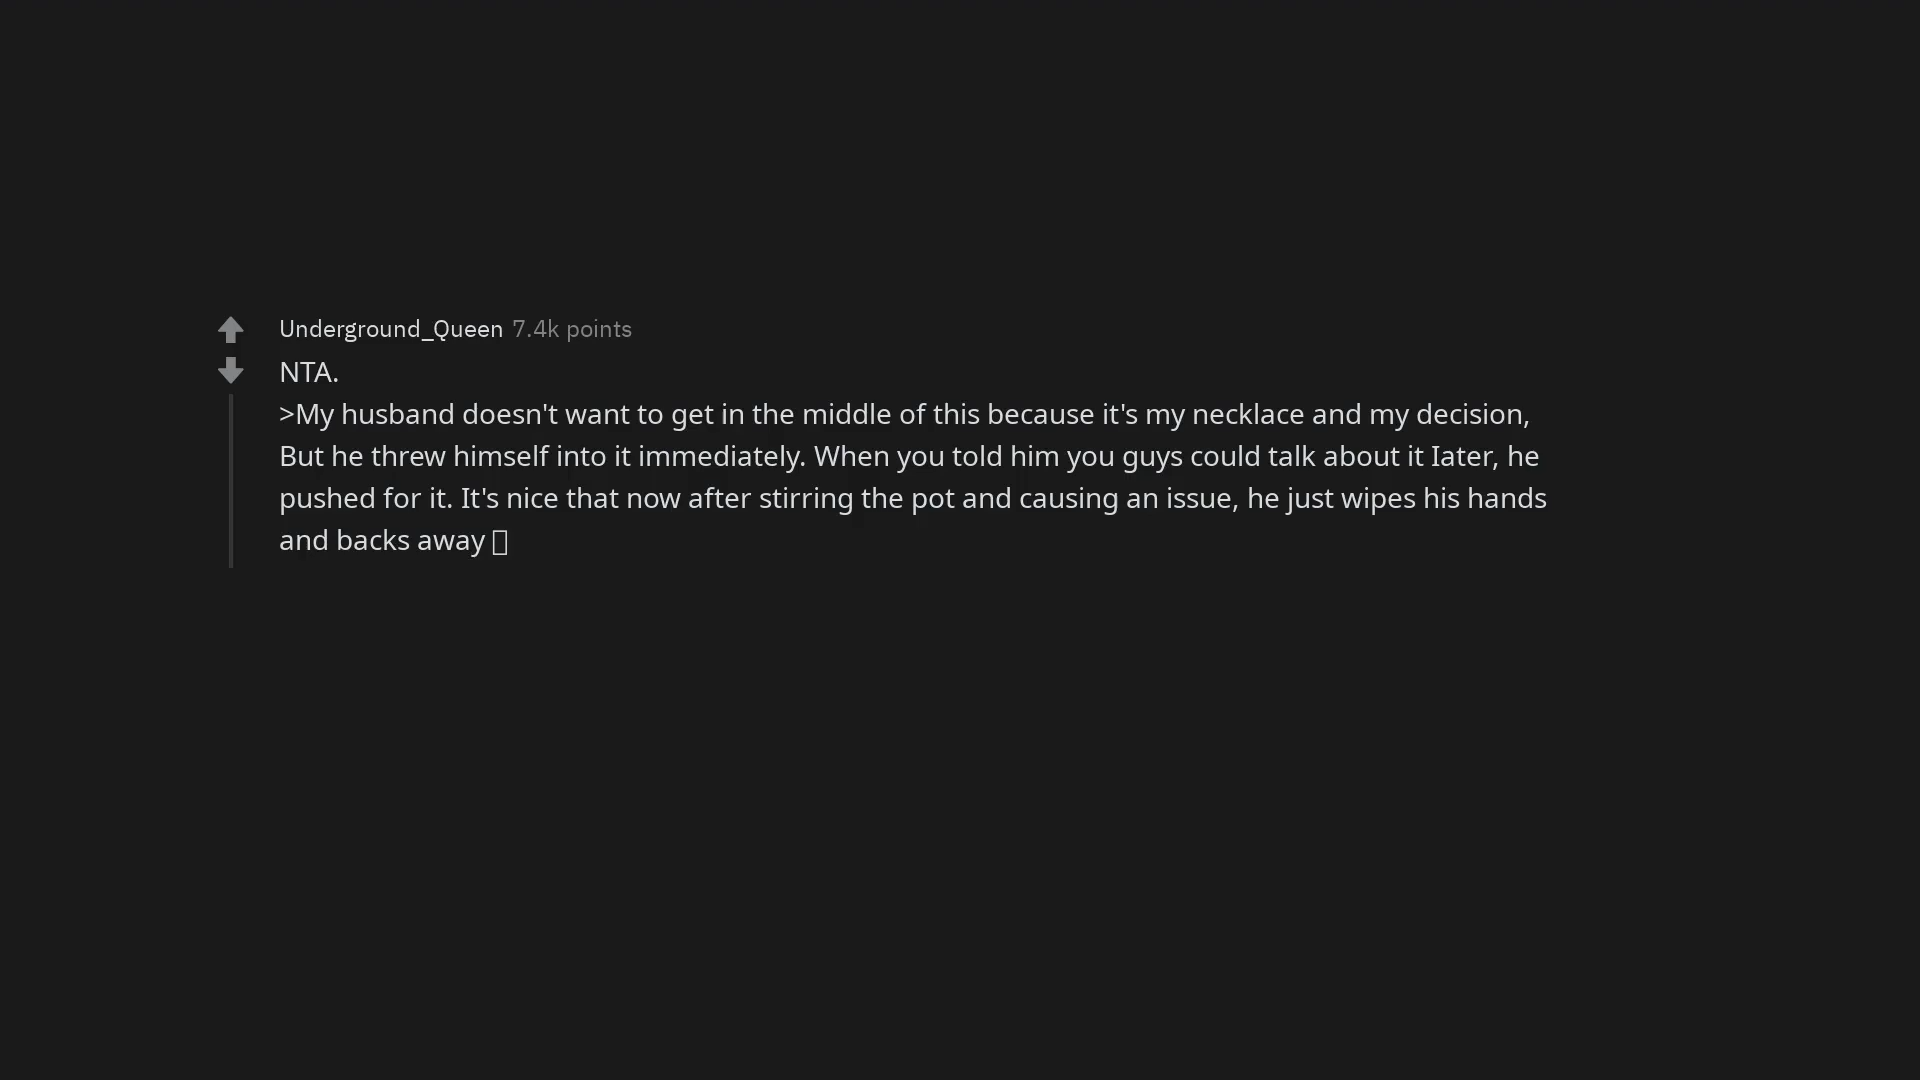 Underground_Queen 7.4k points
NTA.
>My husband doesn't want to get in the middle of this because it's my necklace and my decision,
But he threw himself into it immediately. When you told him you guys could talk about it Iater, he
pushed for it. It's nice that now after stirring the pot and causing an issue, he just wipes his hands
and backs away